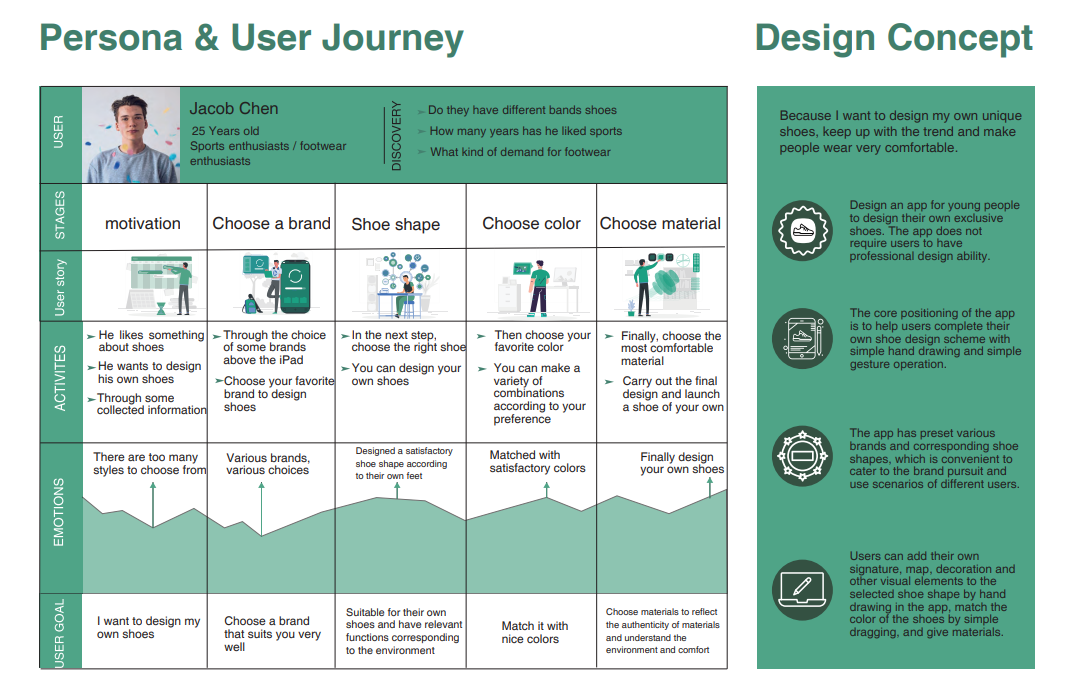 Persona & User Journey
Design Concept
USER
Jacob Chen
25 Years old
Sports enthusiasts / footwear
enthusiasts
DISCOVERY
Do they have different bands shoes
How many years has he liked sports
What kind of demand for footwear
STAGES
motivation
Choose a brand
Shoe shape
Choose color
Choose material
User story
ACTIVITES
He likes something
about shoes
He wants to design
his own shoes
Through some
collected information
Through the choice
of some brands
above the iPad
Choose your favorite
brand to design
shoes
In the next step,
choose the right shoe
You can design your
own shoes
Then choose your
favorite color
You can make a
variety of
combinations
according to your
preference
Finally, choose the
most comfortable
material
Carry out the final
design and launch
a shoe of your own
EMOTIONS
There are too many
styles to choose from
Various brands,
various choices
Designed a satisfactory
shoe shape according
to their own feet
Matched with
satisfactory colors
Finally design
your own shoes
USER GOAL
I want to design my
own shoes
Choose a brand
that suits you very
well
Suitable for their own
shoes and have relevant
functions corresponding
to the environment
Match it with
nice colors
Choose materials to reflect
the authenticity of materials
and understand the
environment and comfort
Because I want to design my own unique
shoes, keep up with the trend and make
people wear very comfortable.
Design an app for young people
to design their own exclusive
shoes. The app does not
require users to have
professional design ability.
The core positioning of the app
is to help users complete their
own shoe design scheme with
simple hand drawing and simple
gesture operation.
The app has preset various
brands and corresponding shoe
shapes, which is convenient to
cater to the brand pursuit and
use scenarios of different users.
Users can add their own
signature, map, decoration and
other visual elements to the
selected shoe shape by hand
drawing in the app, match the
color of the shoes by simple
dragging, and give materials.